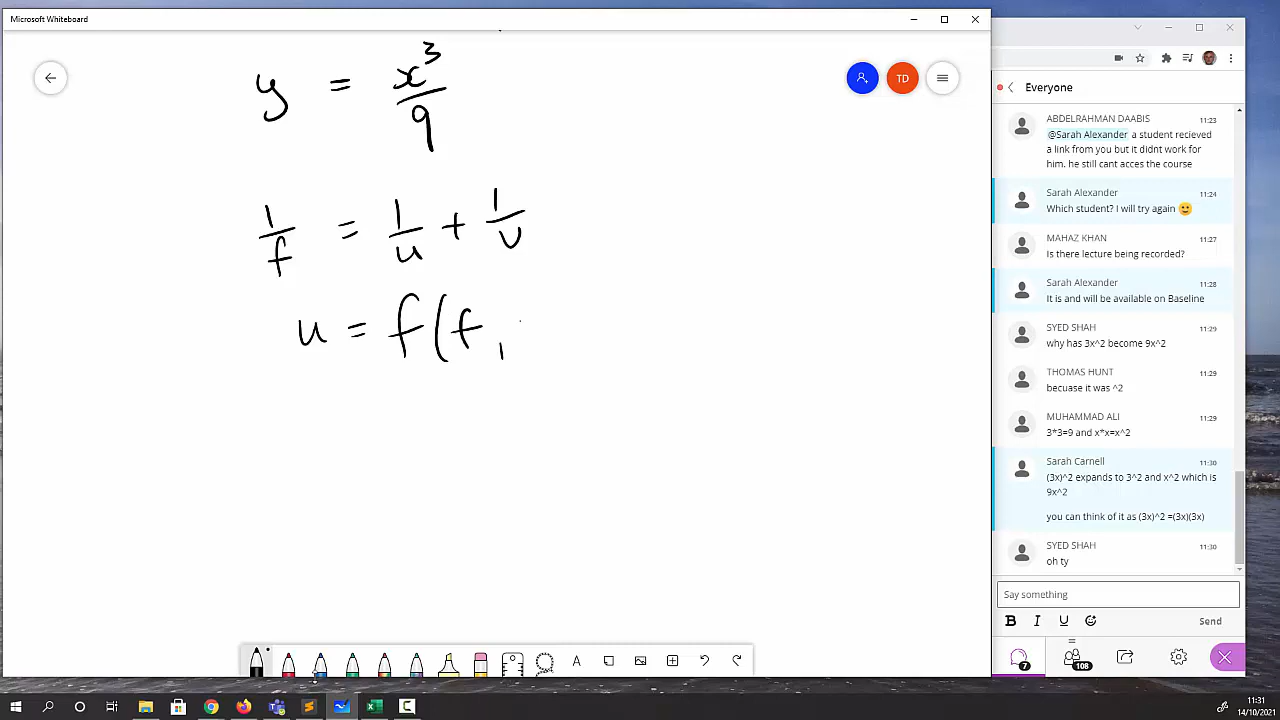 Microsoft Whiteboard
y = x^3/9
1/f = 1/u + 1/v
u = f(f,
TD
Everyone
ABDELRAHMAN DAABIS 11:23
@Sarah Alexander a student recieved
a link from you but it didnt work for
him. he still cant acces the course
Sarah Alexander 11:24
Which student? I will try again 🙂
MAHAZ KHAN 11:27
Is there lecture being recorded?
Sarah Alexander 11:28
It is and will be available on Baseline
SYED SHAH 11:29
why has 3x^2 become 9x^2
THOMAS HUNT 11:29
becuase it was ^2
MUHAMMAD ALI 11:29
3*3=9 and x*x=x^2
Sarah Carnell 11:30
(3x)^2 expands to 3^2 and x^2 which is
9x^2
you can think of it as (3x)^2 =(3x)(3x)
SYED SHAH 11:30
oh ty
Say something
B I U Send
7 108
A
11:31
14/10/2021